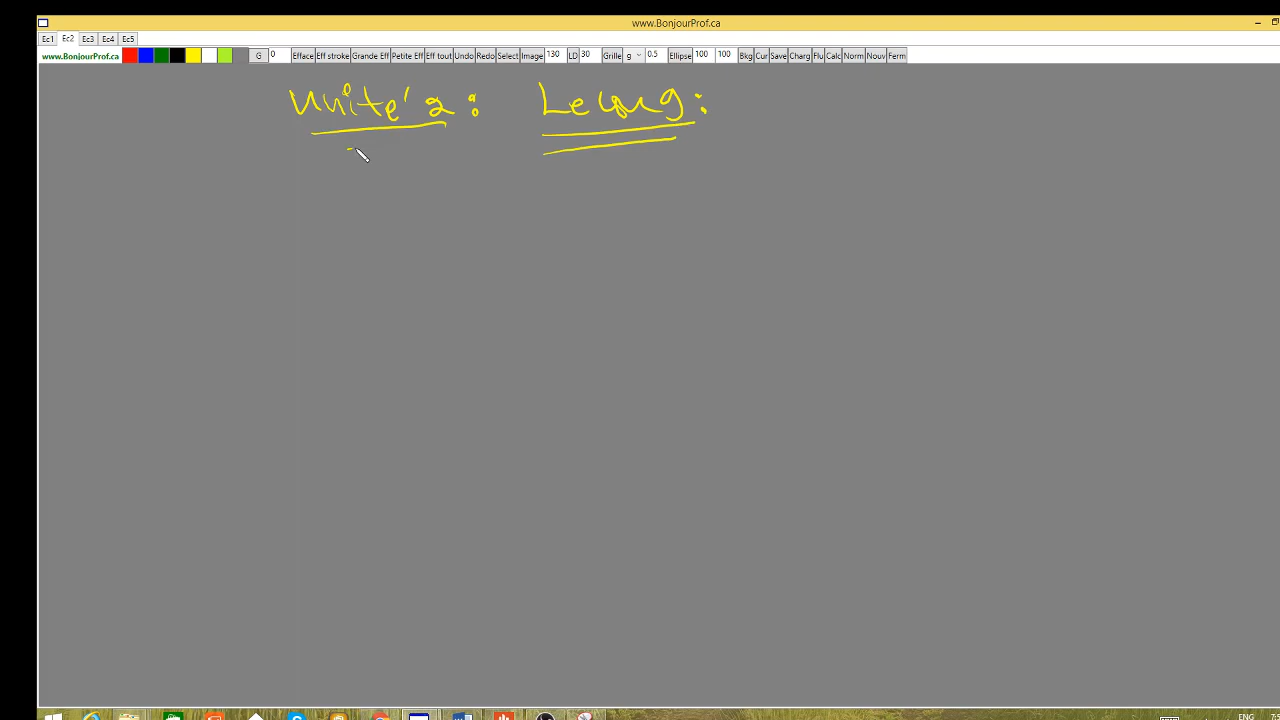 www.BonjourProf.ca
Ec1 Ec2 Ec3 Ec4 Ec5
www.BonjourProf.ca G 0 Efface Eff stroke Grande Eff Petite Eff Eff tout Undo Redo Select Image 130 LD 30 Grille g 0.5 Ellipse 100 100 Bkg Cur Save Charg Flu Calc Norm Nouv Ferm
Unité 2 :
ENG